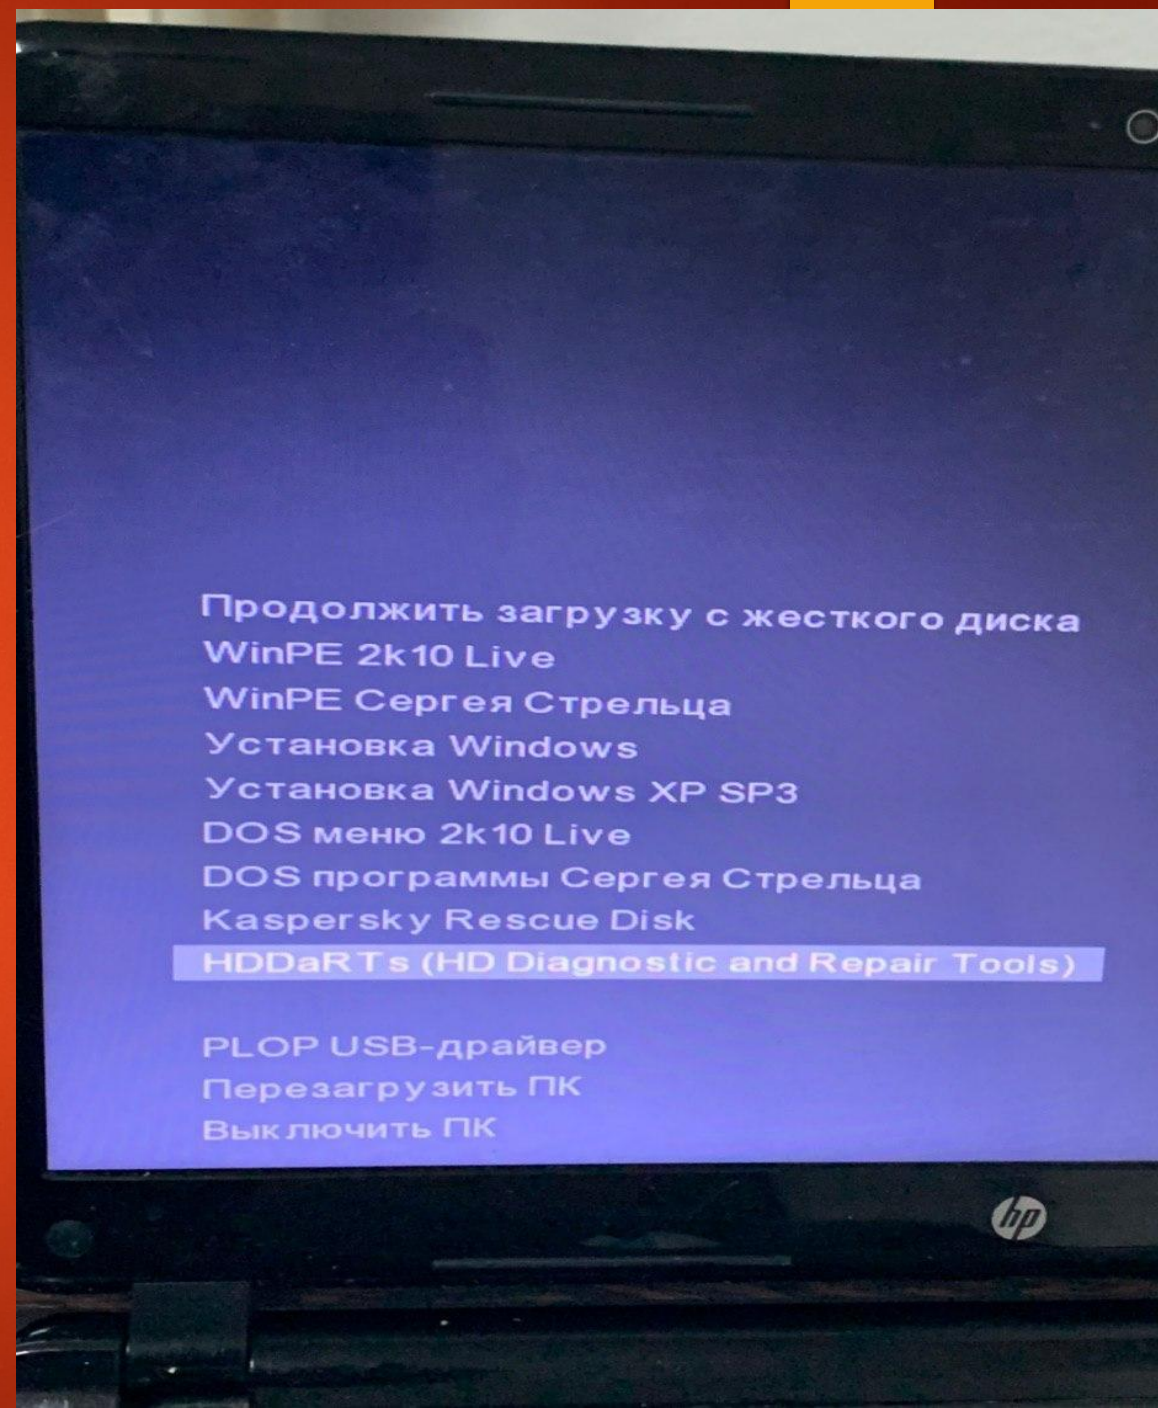 Продолжить загрузку с жесткого диска
WinPE 2k10 Live
WinPE Сергея Стрельца
Установка Windows
Установка Windows XP SP3
DOS меню 2k10 Live
DOS программы Сергея Стрельца
Kaspersky Rescue Disk
HDDaRTs (HD Diagnostic and Repair Tools)
PLOP USB-драйвер
Перезагрузить ПК
Выключить ПК
hp